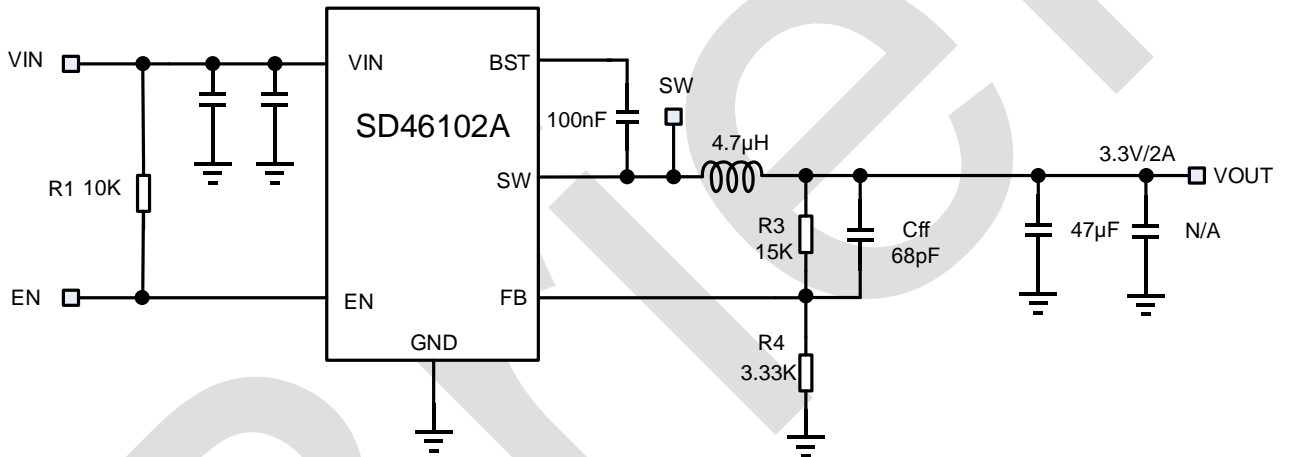 VIN
VIN
BST
SW
SD46102A
100nF
4.7µH
3.3V/2A
R1 10K
SW
VOUT
R3
15K
Cff
68pF
47µF
N/A
EN
EN
FB
GND
R4
3.33K